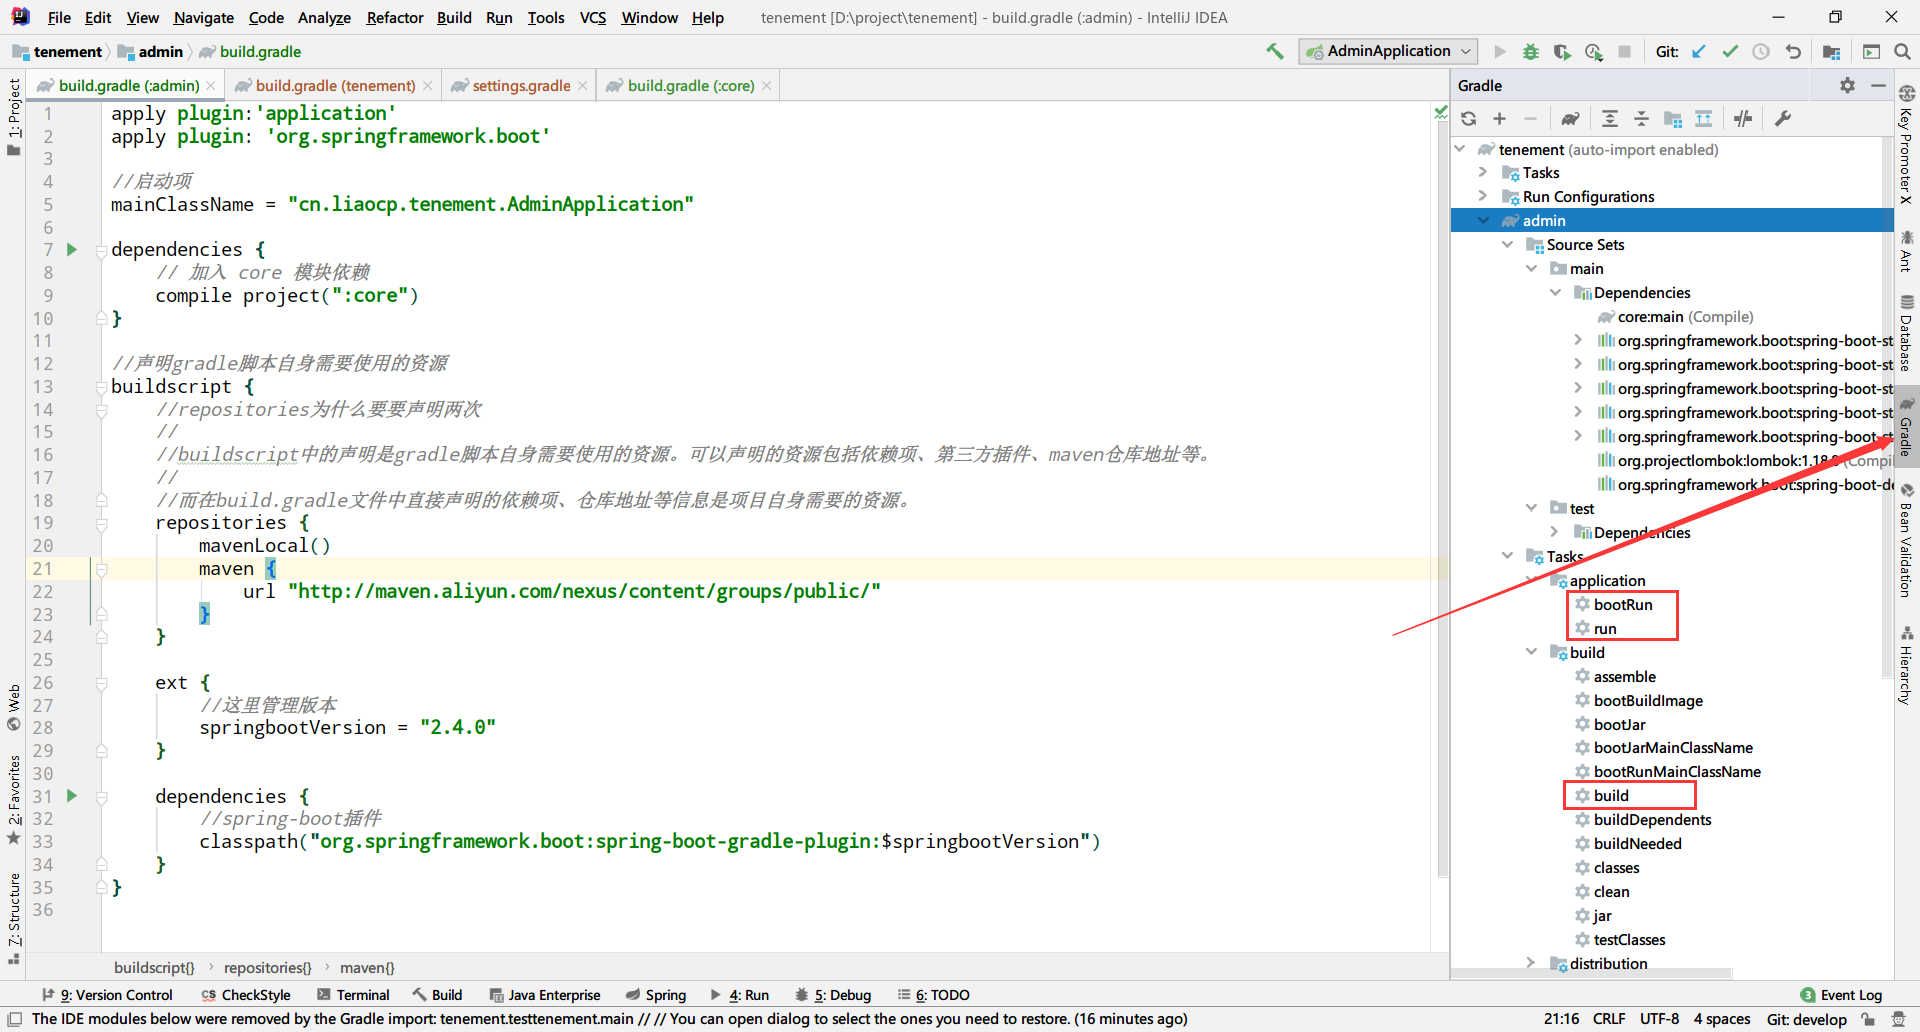 File Edit View Navigate Code Analyze Refactor Build Run Tools VCS Window Help tenement [D:\project\tenement] - build.gradle (:admin) - IntelliJ IDEA
tenement admin build.gradle AdminApplication Git:
build.gradle (:admin) build.gradle (tenement) settings.gradle build.gradle (:core)
1 apply plugin:'application'
2 apply plugin: 'org.springframework.boot'
3
4 //启动项
5 mainClassName = "cn.liaocp.tenement.AdminApplication"
6
7 dependencies {
8 // 加入 core 模块依赖
9 compile project(":core")
10 }
11
12 //声明gradle脚本自身需要使用的资源
13 buildscript {
14 //repositories为什么要要声明两次
15 //
16 //buildscript中的声明是gradle脚本自身需要使用的资源。可以声明的资源包括依赖项、第三方插件、maven仓库地址等。
17 //
18 //而在build.gradle文件中直接声明的依赖项、仓库地址等信息是项目自身需要的资源。
19 repositories {
20 mavenLocal()
21 maven {
22 url "http://maven.aliyun.com/nexus/content/groups/public/"
23 }
24 }
25
26 ext {
27 //这里管理版本
28 springbootVersion = "2.4.0"
29 }
30
31 dependencies {
32 //spring-boot插件
33 classpath("org.springframework.boot:spring-boot-gradle-plugin:$springbootVersion")
34 }
35 }
36
buildscript{} › repositories{} › maven{}
1: Project
Web
2: Favorites
7: Structure
Gradle
tenement (auto-import enabled)
Tasks
Run Configurations
admin
Source Sets
main
Dependencies
core:main (Compile)
org.springframework.boot:spring-boot-st
org.springframework.boot:spring-boot-st
org.springframework.boot:spring-boot-st
org.springframework.boot:spring-boot-st
org.springframework.boot:spring-boot-st
org.projectlombok:lombok:1.18. (Compil
org.springframework.boot:spring-boot-de
test
Dependencies
Tasks
application
bootRun
run
build
assemble
bootBuildImage
bootJar
bootJarMainClassName
bootRunMainClassName
build
buildDependents
buildNeeded
classes
clean
jar
testClasses
distribution
Key Promoter X
Ant
Database
Gradle
Bean Validation
Hierarchy
9: Version Control CheckStyle Terminal Build Java Enterprise Spring 4: Run 5: Debug 6: TODO 3 Event Log
The IDE modules below were removed by the Gradle import: tenement.testtenement.main // // You can open dialog to select the ones you need to restore. (16 minutes ago) 21:16 CRLF UTF-8 4 spaces Git: develop